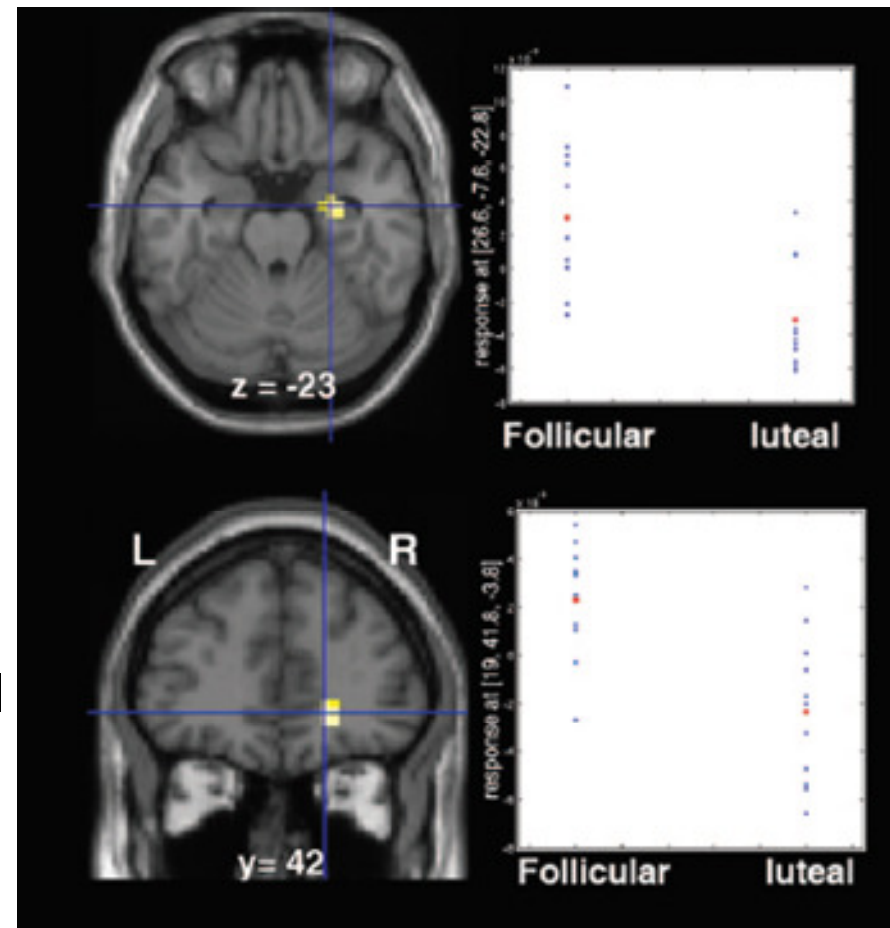 response at [26.6, -7.6, -22.8]
z = -23
Follicular luteal
L R
response at [19, 41.8, -3.8]
y= 42
Follicular luteal